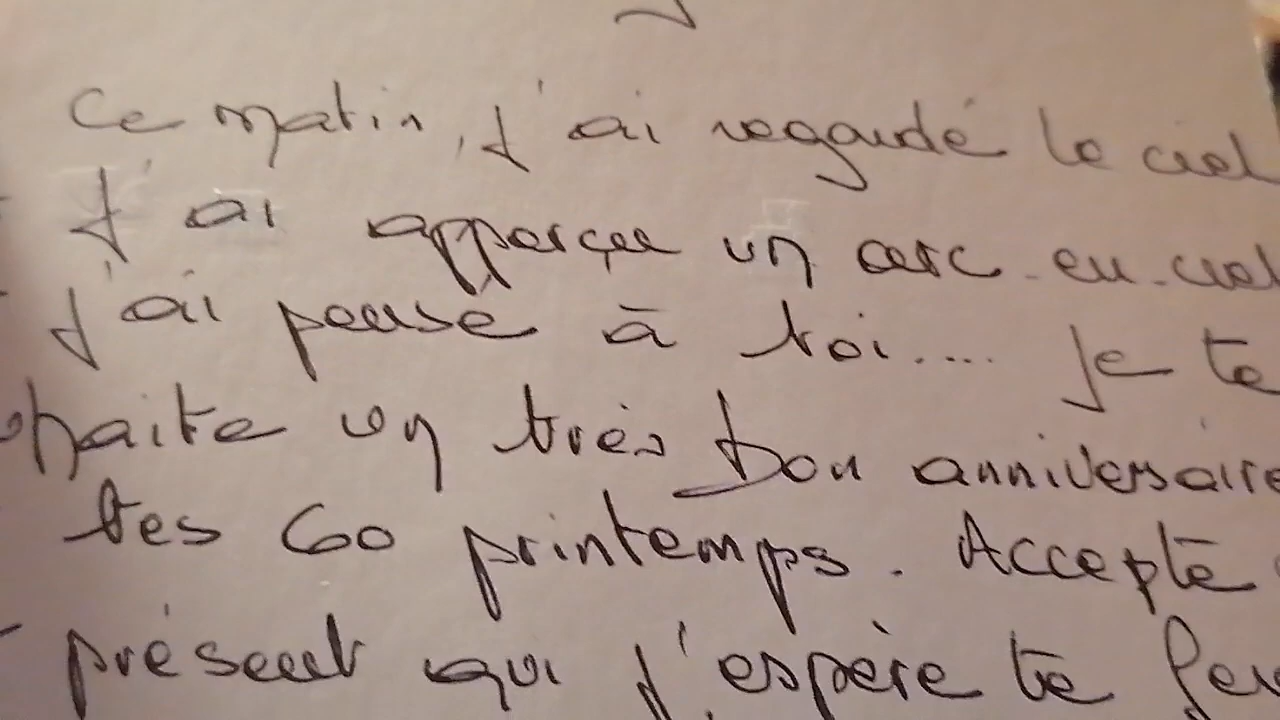 Ce matin, j'ai regardé le ciel
j'ai apperçue un arc-en-ciel
j'ai pensé à toi.... Je te
haite un très bon anniversaire
tes 60 printemps. Accepte
présent qui j'espère te